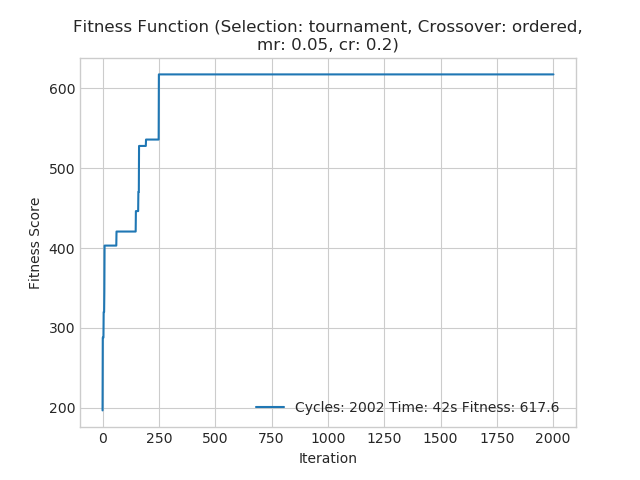 Fitness Function (Selection: tournament, Crossover: ordered,
mr: 0.05, cr: 0.2)
600
500
400
300
200
Fitness Score
Cycles: 2002 Time: 42s Fitness: 617.6
0 250 500 750 1000 1250 1500 1750 2000
Iteration